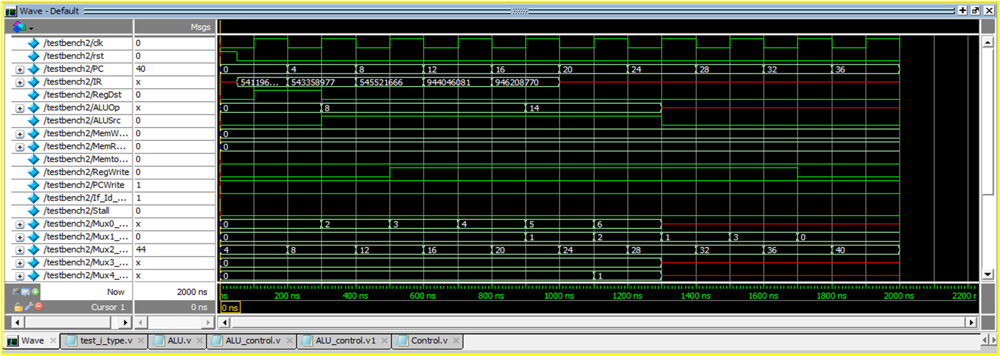 Wave - Default
Msgs
/testbench2/clk 0
/testbench2/rst 0
/testbench2/PC 40 0 4 8 12 16 20 24 28 32 36
/testbench2/IR x 541196... 543358977 545521666 944046081 946208770
/testbench2/RegDst 0
/testbench2/ALUOp x 0 8 14
/testbench2/ALUSrc 0
/testbench2/MemW... 0 0
/testbench2/MemR... 0 0
/testbench2/Memto... 0
/testbench2/RegWrite 0
/testbench2/PCWrite 1
/testbench2/If_Id_... 1
/testbench2/Stall 0
/testbench2/Mux0_... x 0 2 3 4 5 6
/testbench2/Mux1_... 0 0 1 2 1 3 0
/testbench2/Mux2_... 44 4 8 12 16 20 24 28 32 36 40
/testbench2/Mux3_... x 0
/testbench2/Mux4_... x 0 1
Now 2000 ns ns 200 ns 400 ns 600 ns 800 ns 1000 ns 1200 ns 1400 ns 1600 ns 1800 ns 2000 ns 2200 r
Cursor 1 0 ns 0 ns
Wave test_i_type.v ALU.v ALU_control.v ALU_control.v1 Control.v